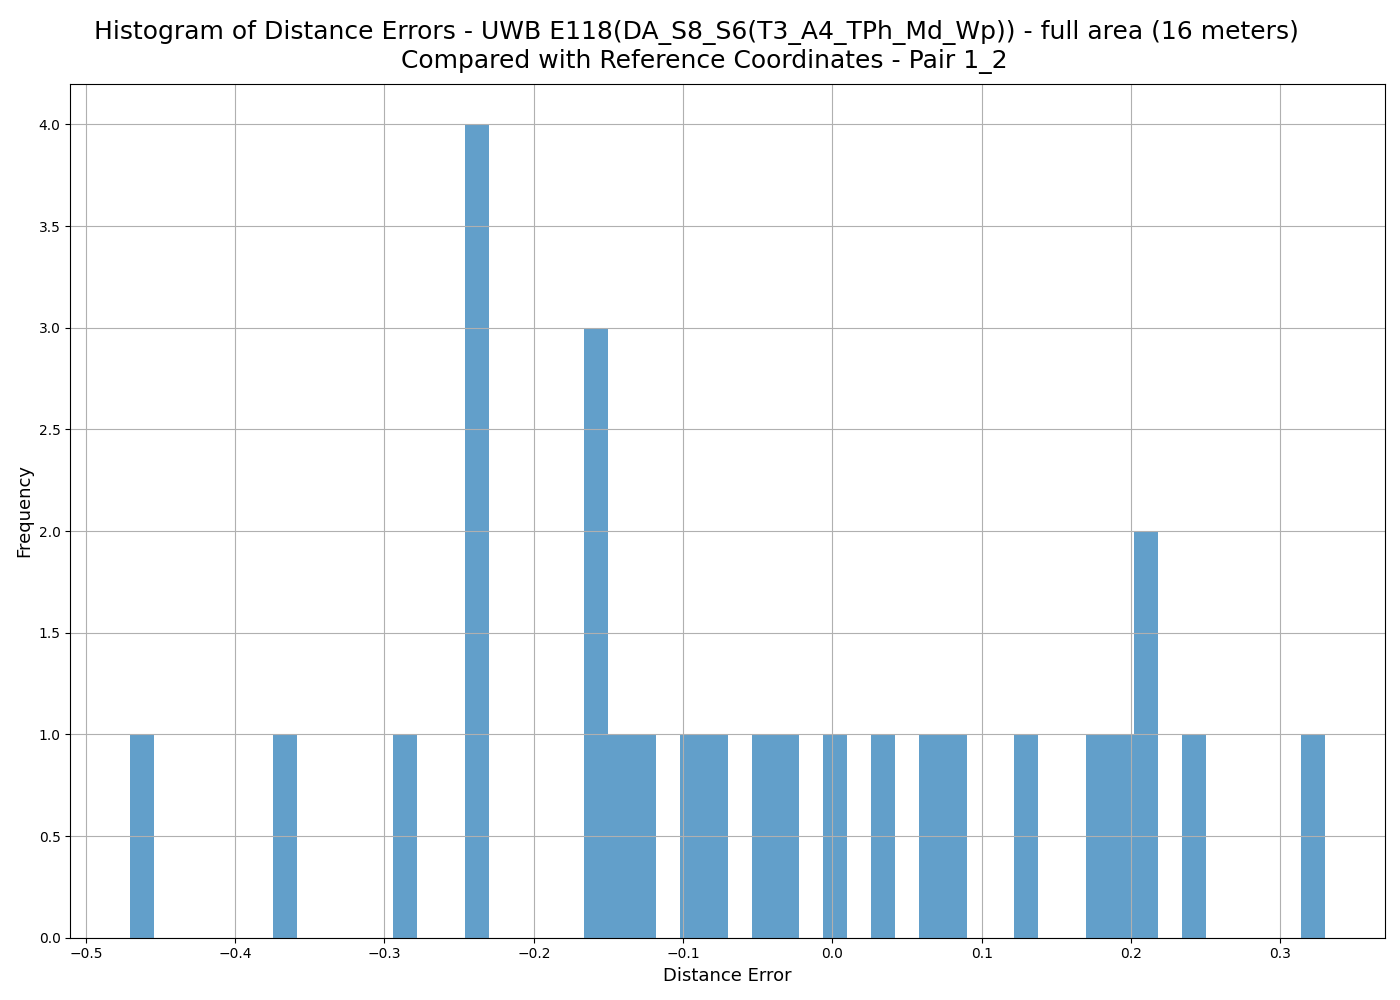 Histogram of Distance Errors - UWB E118(DA_S8_S6(T3_A4_TPh_Md_Wp)) - full area (16 meters)
Compared with Reference Coordinates - Pair 1_2
4.0
3.5
3.0
2.5
2.0
1.5
1.0
0.5
0.0
Frequency
−0.5 −0.4 −0.3 −0.2 −0.1 0.0 0.1 0.2 0.3
Distance Error